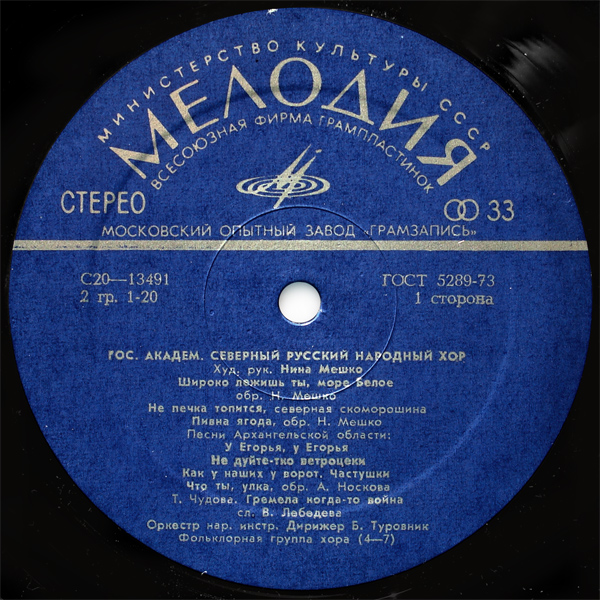 МИНИСТЕРСТВО КУЛЬТУРЫ СССР
МЕЛОДИЯ
ВСЕСОЮЗНАЯ ФИРМА ГРАМПЛАСТИНОК
СТЕРЕО
33
МОСКОВСКИЙ ОПЫТНЫЙ ЗАВОД «ГРАМЗАПИСЬ»
С20—13491
ГОСТ 5289-73
2 гр. 1-20
1 сторона
ГОС. АКАДЕМ. СЕВЕРНЫЙ РУССКИЙ НАРОДНЫЙ ХОР
Худ. рук. Нина Мешко
Широко лежишь ты, море Белое
обр. Н. Мешко
Не печка топится, северная скоморошина
Пивна ягода, обр. Н. Мешко
Песни Архангельской области:
У Егорья, у Егорья
Не дуйте-тко ветроцеки
Как у наших у ворот. Частушки
Что ты, улка, обр. А. Носкова
Т. Чудова. Гремела когда-то война
сл. В. Лебедева
Оркестр нар. инстр. Дирижер Б. Туровник
Фольклорная группа хора (4—7)